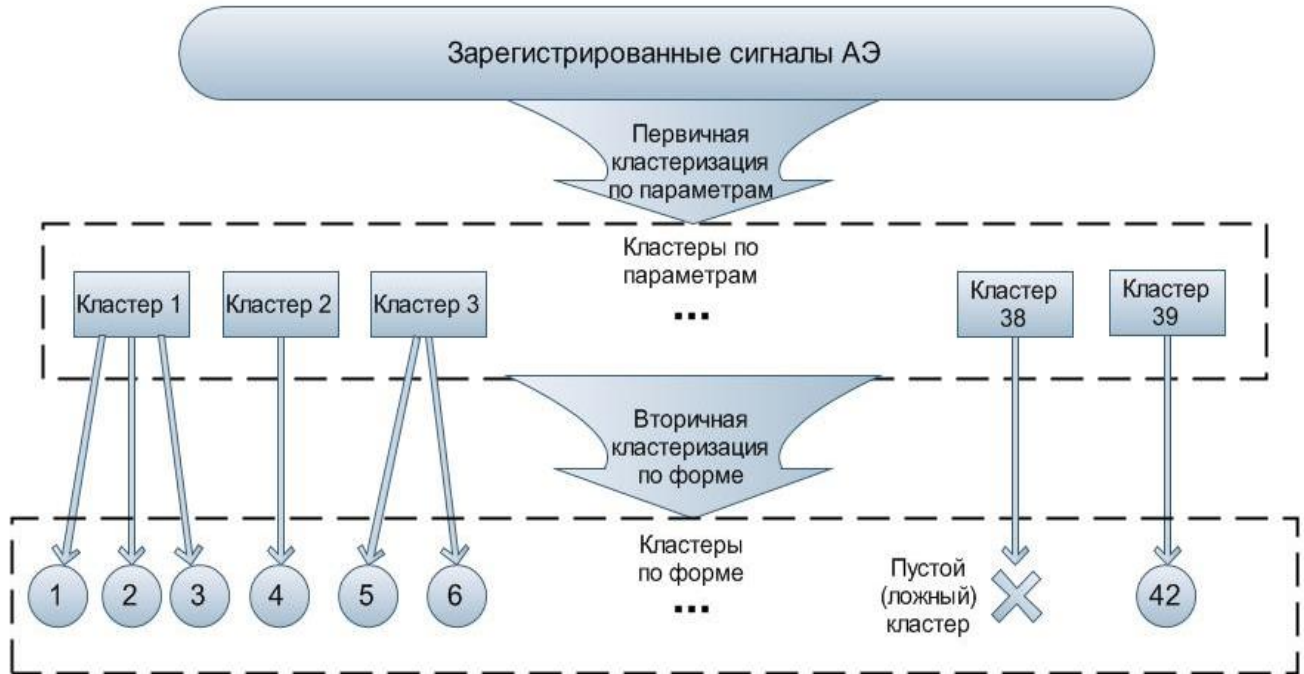 Зарегистрированные сигналы АЭ
Первичная
кластеризация
по параметрам
Кластеры по
параметрам
...
Кластер 1
Кластер 2
Кластер 3
Кластер
38
Кластер
39
Вторичная
кластеризация
по форме
Кластеры
по форме
...
1
2
3
4
5
6
Пустой
(ложный)
кластер
42